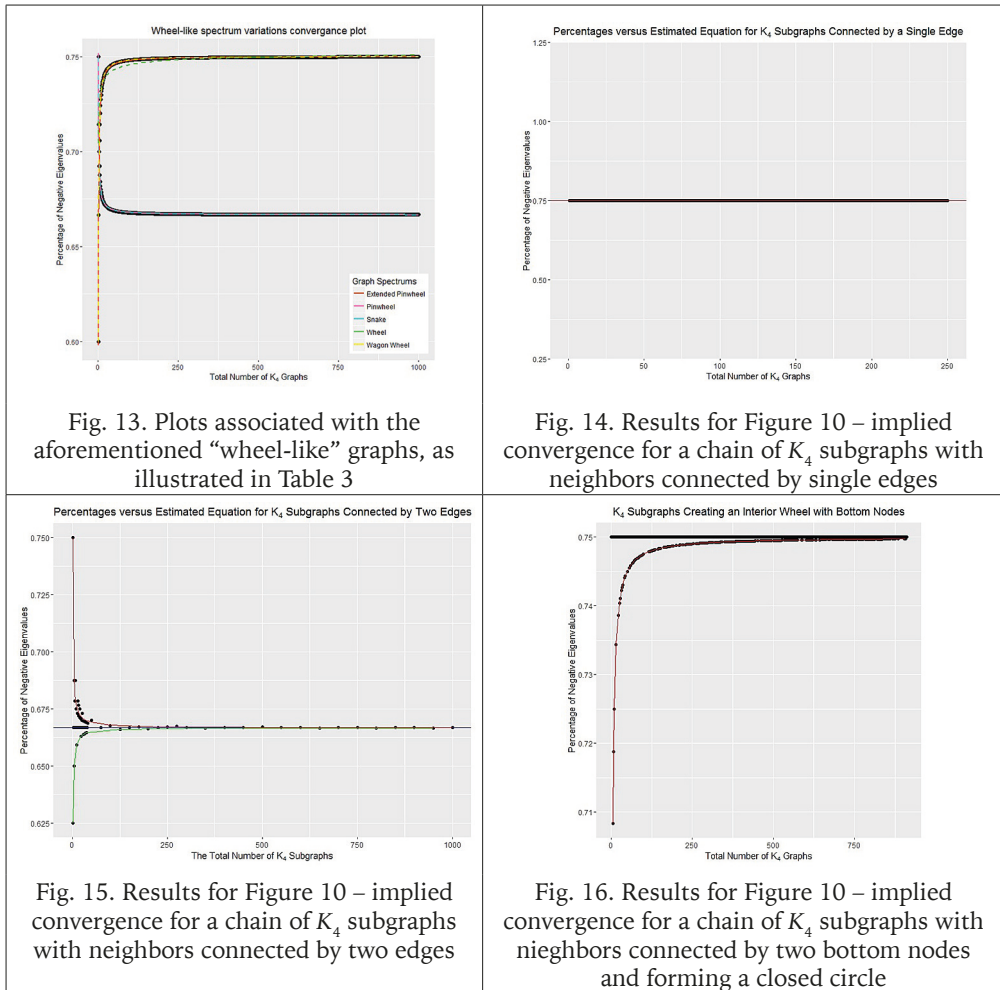 Wheel-like spectrum variations convergance plot
Percentage of Negative Eigenvalues
0.75
0.70
0.65
0.60
0
250
500
750
1000
Total Number of K₄ Graphs
Graph Spectrums
Extended Pinwheel
Pinwheel
Snake
Wheel
Wagon Wheel
Fig. 13. Plots associated with the
aforementioned “wheel-like” graphs, as
illustrated in Table 3
Percentages versus Estimated Equation for K₄ Subgraphs Connected by a Single Edge
Percentage of Negative Eigenvalues
1.25
1.00
0.75
0.50
0.25
0
50
100
150
200
250
Total Number of K₄ Graphs
Fig. 14. Results for Figure 10 – implied
convergence for a chain of K₄ subgraphs with
neighbors connected by single edges
Percentages versus Estimated Equation for K₄ Subgraphs Connected by Two Edges
Percentage of Negative Eigenvalues
0.750
0.725
0.700
0.675
0.650
0.625
0
250
500
750
1000
The Total Number of K₄ Subgraphs
Fig. 15. Results for Figure 10 – implied
convergence for a chain of K₄ subgraphs
with neighbors connected by two edges
K₄ Subgraphs Creating an Interior Wheel with Bottom Nodes
Percentage of Negative Eigenvalues
0.75
0.74
0.73
0.72
0.71
0
250
500
750
Total Number of K₄ Graphs
Fig. 16. Results for Figure 10 – implied
convergence for a chain of K₄ subgraphs with
nieghbors connected by two bottom nodes
and forming a closed circle